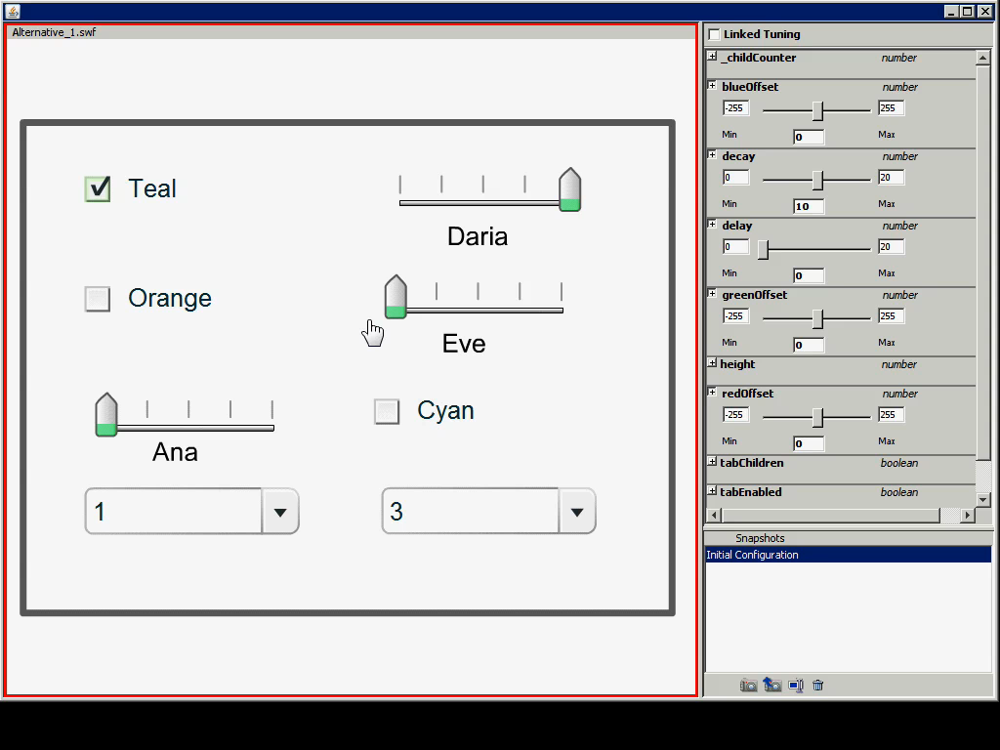 Alternative_1.swf
Teal
Daria
Orange
Eve
Cyan
Ana
1
3
Linked Tuning
_childCounter number
blueOffset number
-255 255
Min 0 Max
decay number
0 20
Min 10 Max
delay number
0 20
Min 0 Max
greenOffset number
-255 255
Min 0 Max
height number
redOffset number
-255 255
Min 0 Max
tabChildren boolean
tabEnabled boolean
Snapshots
Initial Configuration